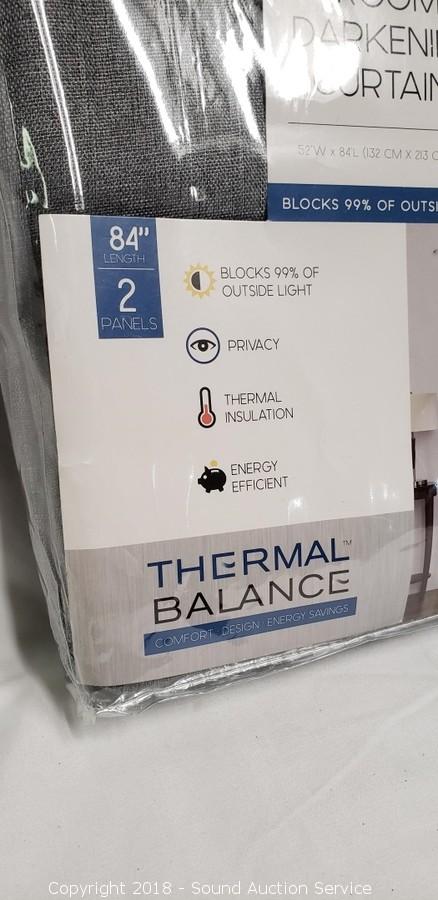 DARKENI
CURTAIN
52"W x 84"L (132 CM X 213 C
BLOCKS 99% OF OUTSI
84"
LENGTH
2
PANELS
BLOCKS 99% OF
OUTSIDE LIGHT
PRIVACY
THERMAL
INSULATION
ENERGY
EFFICIENT
THERMAL™
BALANCE
COMFORT DESIGN ENERGY SAVINGS
Copyright 2018 - Sound Auction Service